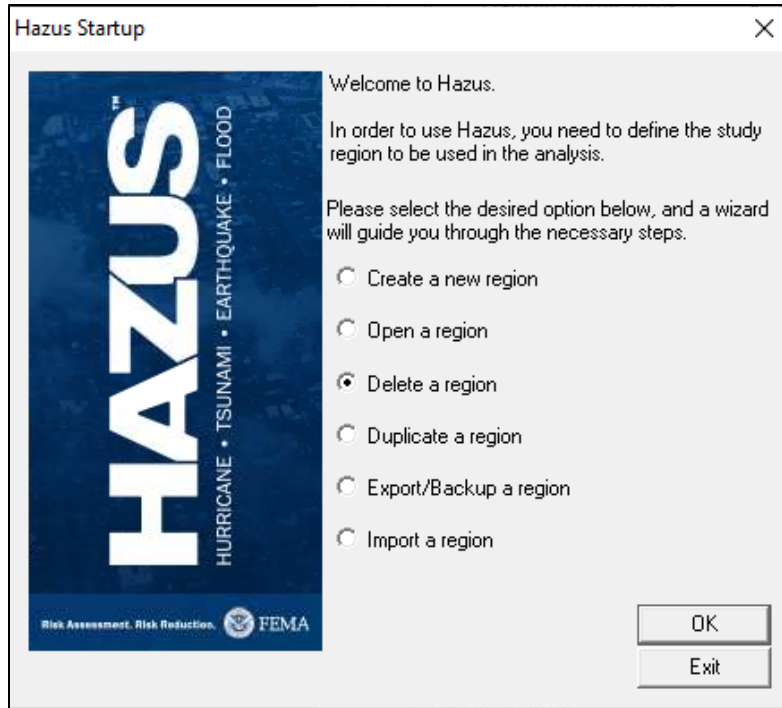 Hazus Startup
HAZUS™
HURRICANE • TSUNAMI • EARTHQUAKE • FLOOD
Risk Assessment. Risk Reduction. FEMA
Welcome to Hazus.
In order to use Hazus, you need to define the study
region to be used in the analysis.
Please select the desired option below, and a wizard
will guide you through the necessary steps.
Create a new region
Open a region
Delete a region
Duplicate a region
Export/Backup a region
Import a region
OK
Exit